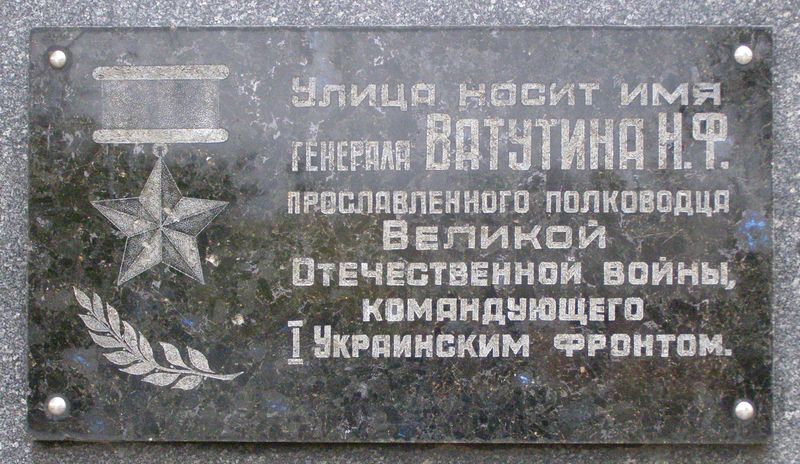 Улица носит имя
генерала Ватутина Н.Ф.
прославленного полководца
Великой
Отечественной войны,
командующего
I Украинским фронтом.